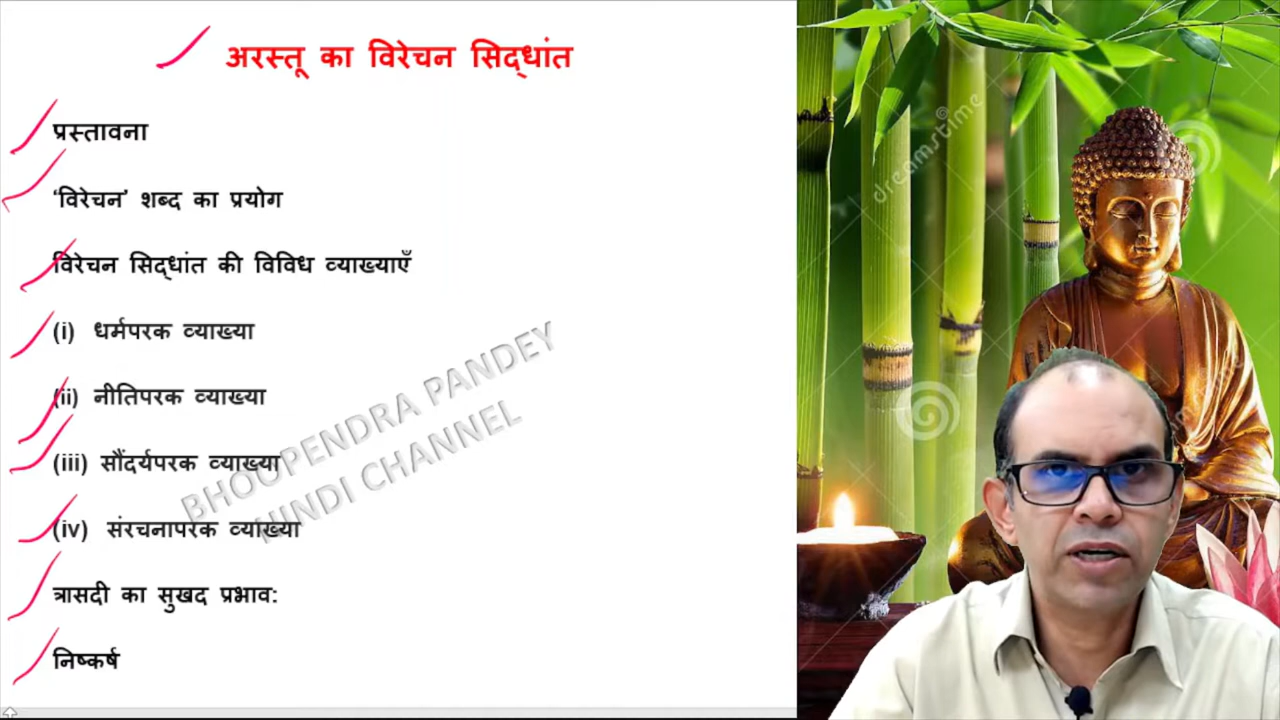 अरस्तू का विरेचन सिद्धांत
प्रस्तावना
‘विरेचन’ शब्द का प्रयोग
विरेचन सिद्धांत की विविध व्याख्याएँ
(i) धर्मपरक व्याख्या
(ii) नीतिपरक व्याख्या
(iii) सौंदर्यपरक व्याख्या
(iv) संरचनापरक व्याख्या
त्रासदी का सुखद प्रभाव:
निष्कर्ष
BHOOPENDRA PANDEY
HINDI CHANNEL
dreamstime